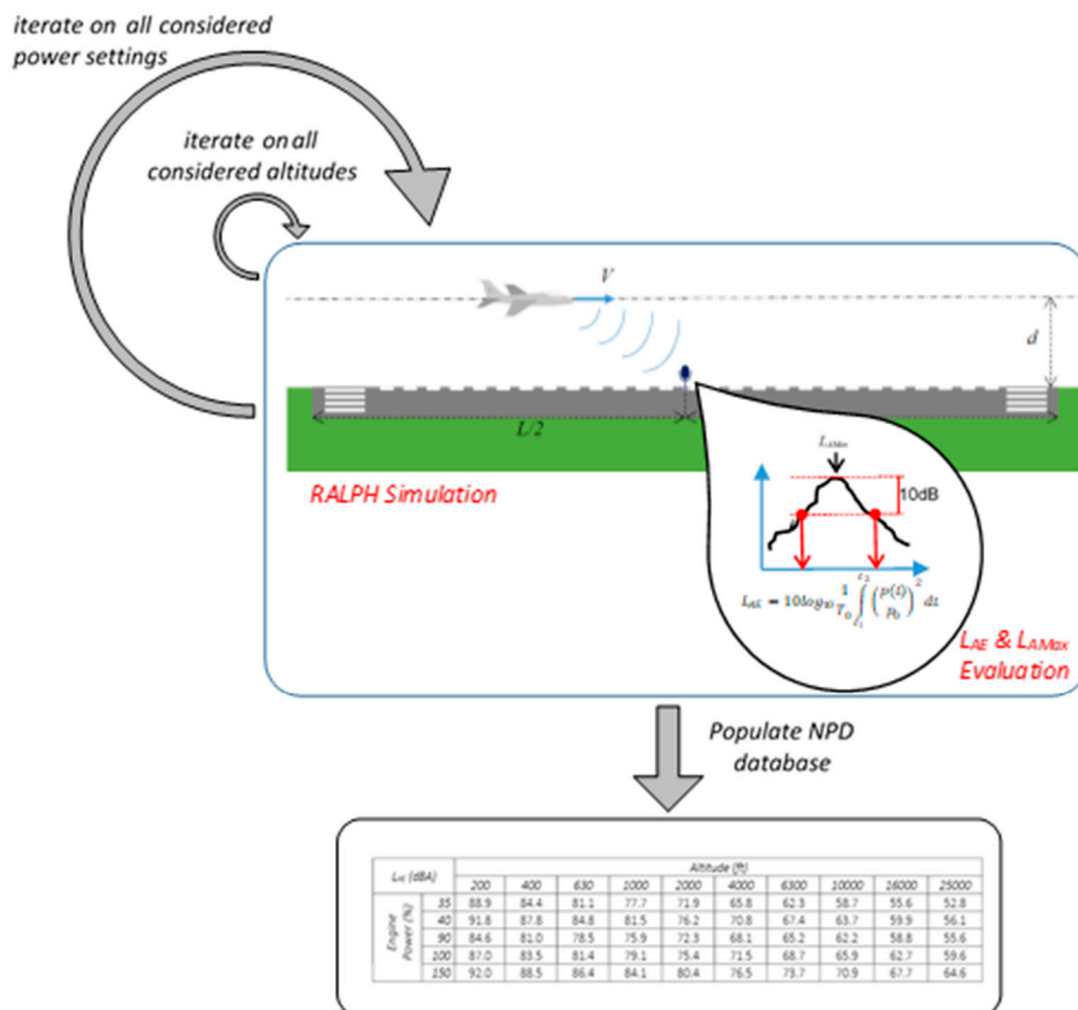 iterate on all considered
power settings
iterate on all
considered altitudes
V
d
L/2
RALPH Simulation
L_AMax
10dB
L_AE = 10log₁₀ 1/T₀ ∫ t₁ t₂ (p(t)/p₀)² dt
L_AE & L_AMax
Evaluation
Populate NPD
database
L_AE (dBA) Altitude (ft)
200 400 630 1000 2000 4000 6300 10000 16000 25000
Engine
Power (%)
35 88.9 84.4 81.1 77.7 71.9 65.8 62.3 58.7 55.6 52.8
40 91.8 87.8 84.8 81.5 76.2 70.8 67.4 63.7 59.9 56.1
90 84.6 81.0 78.5 75.9 72.3 68.1 65.2 62.2 58.8 55.6
100 87.0 83.5 81.4 79.1 75.4 71.5 68.7 65.9 62.7 59.6
150 92.0 88.5 86.4 84.1 80.4 76.5 73.7 70.9 67.7 64.6